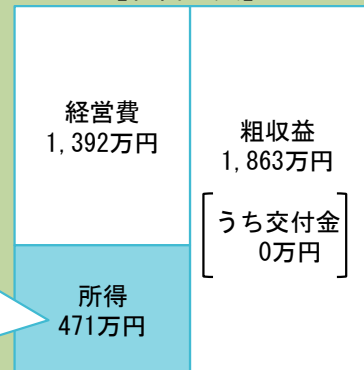 経営費
1,392万円
所得
471万円
粗収益
1,863万円
うち交付金
0万円